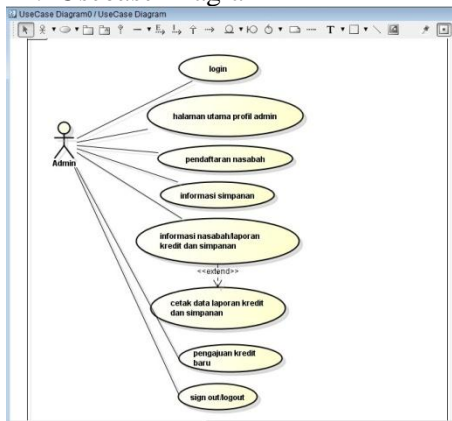 UseCase Diagram0 / UseCase Diagram
T
login
halaman utama profil admin
pendaftaran nasabah
Admin
informasi simpanan
informasi nasabah/laporan
kredit dan simpanan
<<extend>>
cetak data laporan kredit
dan simpanan
pengajuan kredit
baru
sign out/logout